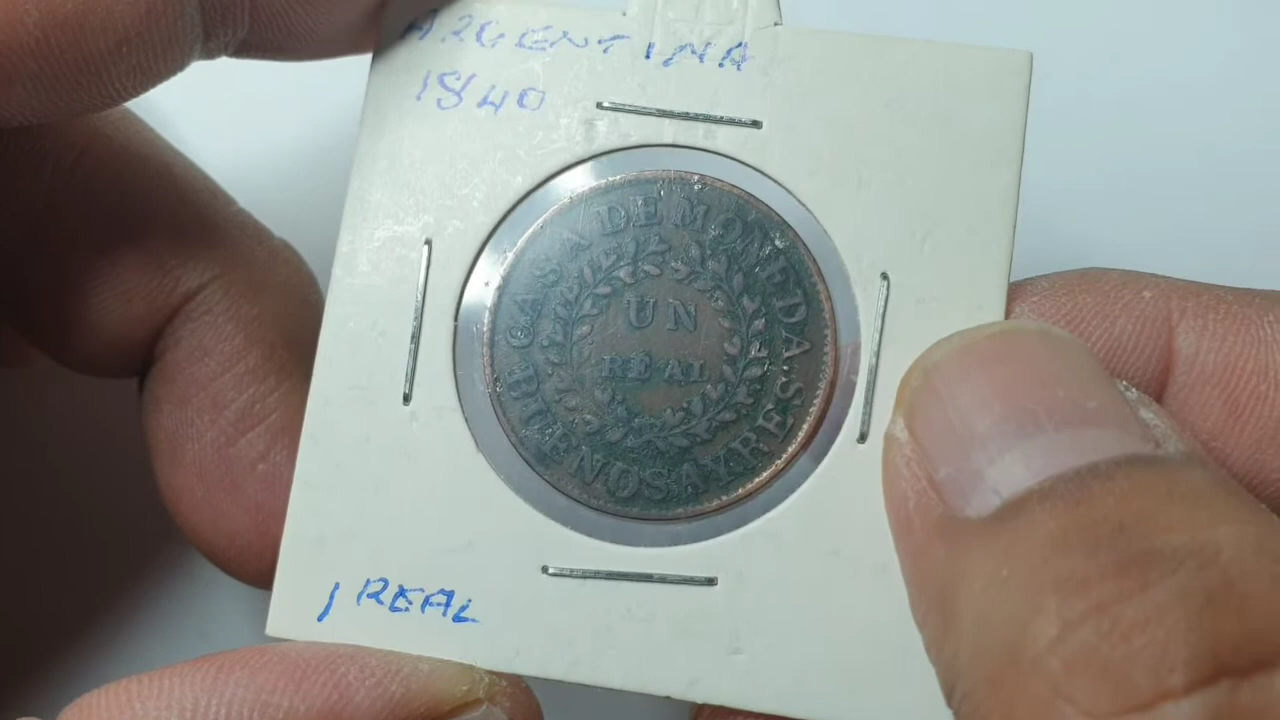 ARGENTINA
1840
CASA DE MONEDA
UN
REAL
BUENOS AYRES
1 REAL